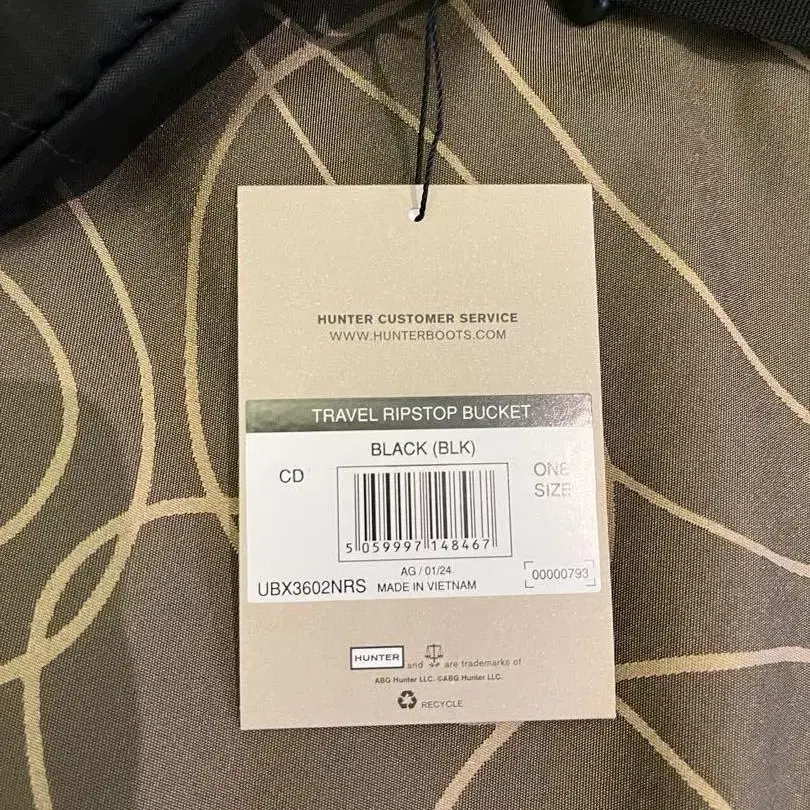 HUNTER CUSTOMER SERVICE
WWW.HUNTERBOOTS.COM
TRAVEL RIPSTOP BUCKET
BLACK (BLK)
CD
ONE
SIZE
5 059997 148467
AG / 01/24
UBX3602NRS MADE IN VIETNAM
00000793
HUNTER and are trademarks of
ABG Hunter LLC. ©ABG Hunter LLC.
RECYCLE